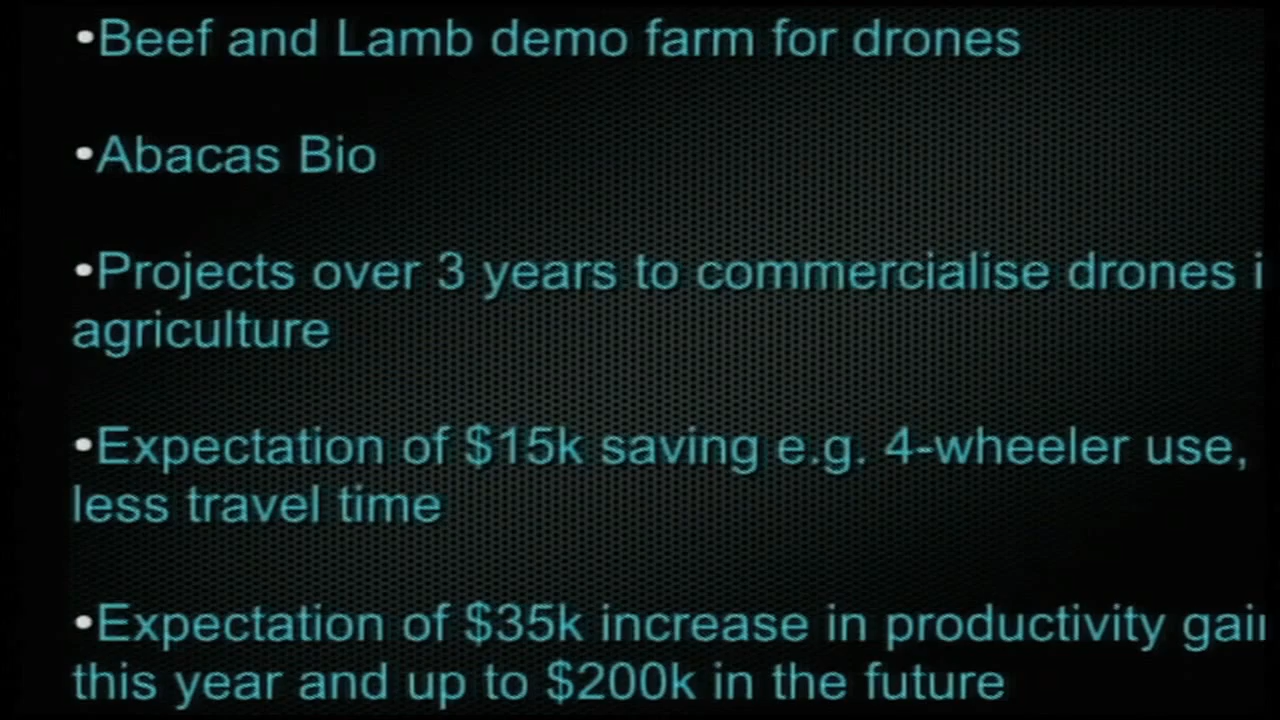 •Beef and Lamb demo farm for drones
•Abacas Bio
•Projects over 3 years to commercialise drones
agriculture
•Expectation of $15k saving e.g. 4-wheeler use,
less travel time
•Expectation of $35k increase in productivity
this year and up to $200k in the future